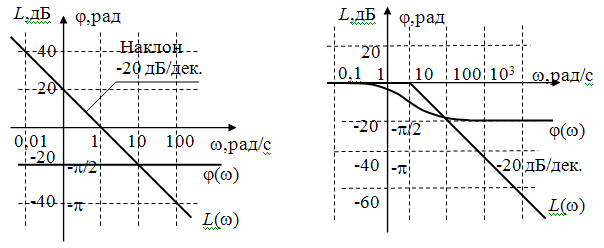 L,дБ φ,рад
40
Наклон
-20 дБ/дек.
20
0,01 1 10 100 ω,рад/с
-20 -π/2 φ(ω)
-40 -π
L(ω)
L,дБ φ,рад
20
0,1 1 10 100 10³ ω,рад/с
-20 -π/2 φ(ω)
-40 -π -20 дБ/дек.
-60 L(ω)